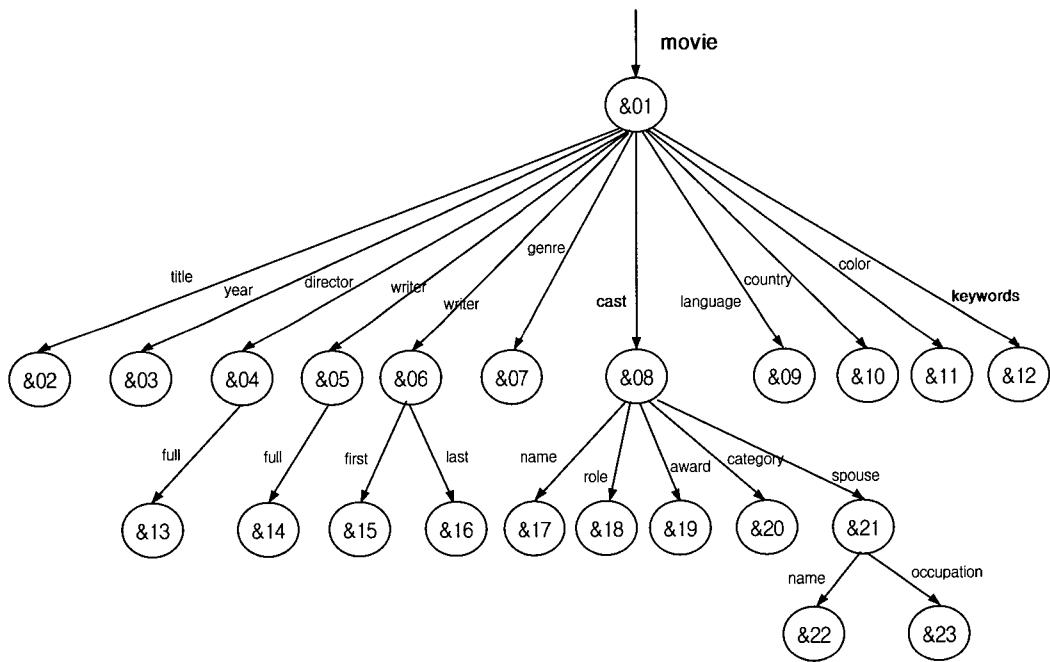 movie
&01
title
year
director
writer
writer
genre
cast
language
country
color
keywords
&02
&03
&04
&05
&06
&07
&08
&09
&10
&11
&12
full
full
first
last
name
role
award
category
spouse
&13
&14
&15
&16
&17
&18
&19
&20
&21
name
occupation
&22
&23